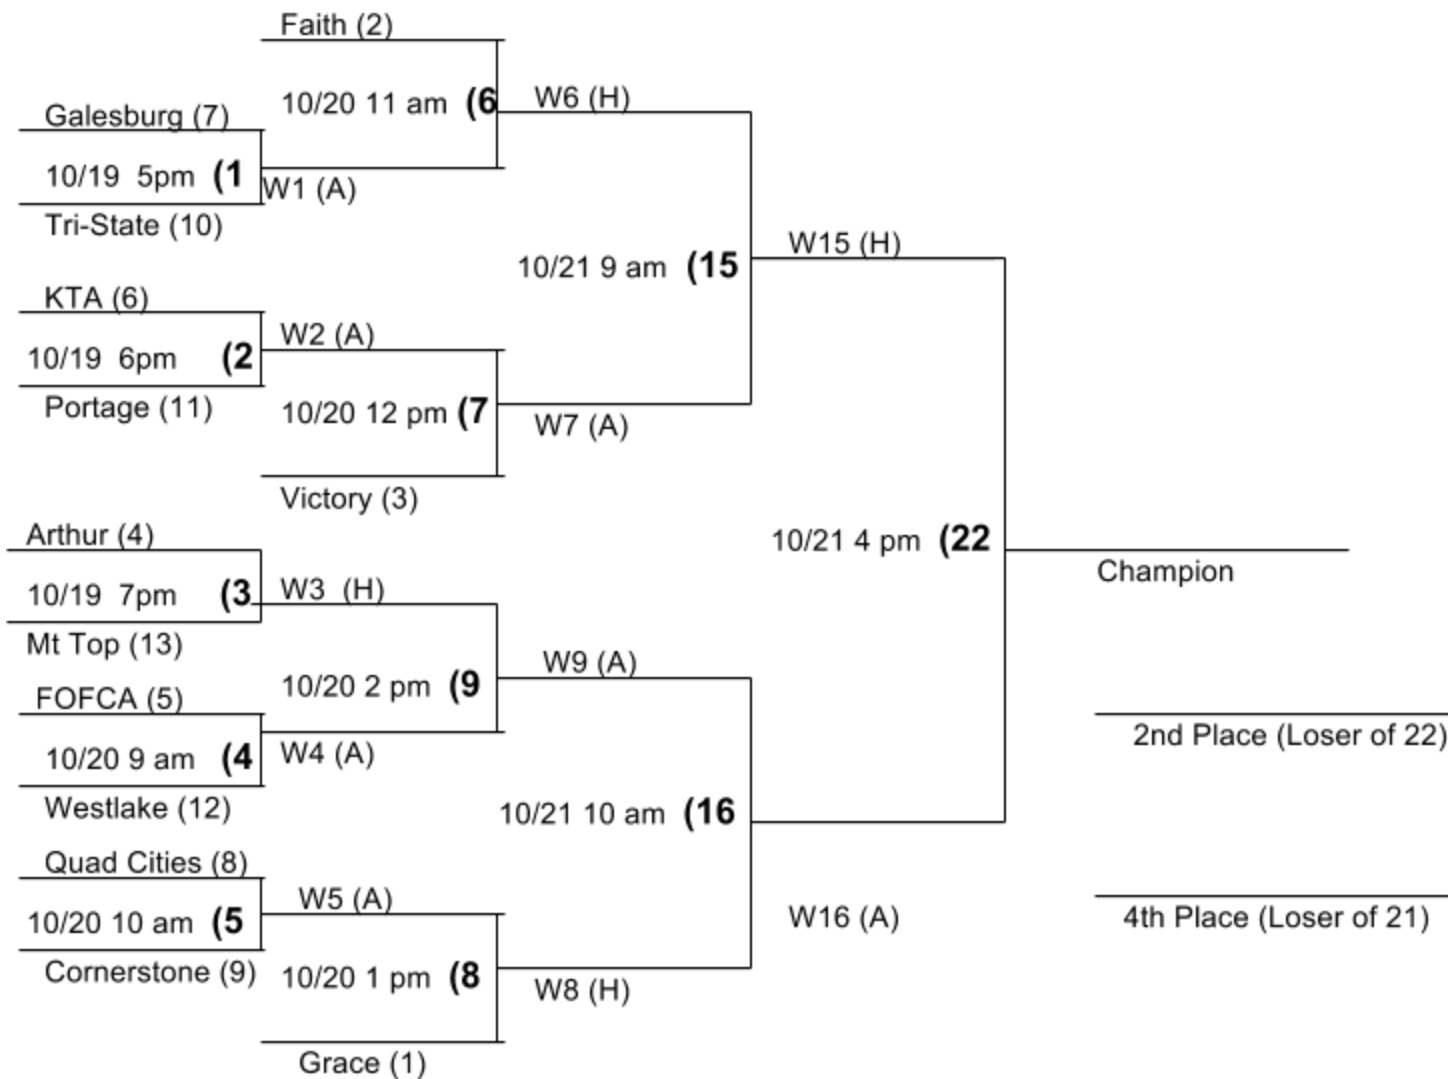 Faith (2)
10/20 11 am (6
W6 (H)
Galesburg (7)
10/19 5pm (1
W1 (A)
Tri-State (10)
W15 (H)
10/21 9 am (15
KTA (6)
W2 (A)
10/19 6pm (2
Portage (11)
10/20 12 pm (7
W7 (A)
Victory (3)
Arthur (4)
10/21 4 pm (22
Champion
10/19 7pm (3
W3 (H)
Mt Top (13)
W9 (A)
10/20 2 pm (9
FOFCA (5)
2nd Place (Loser of 22)
10/20 9 am (4
W4 (A)
Westlake (12)
10/21 10 am (16
Quad Cities (8)
W5 (A)
10/20 10 am (5
W16 (A)
4th Place (Loser of 21)
Cornerstone (9)
10/20 1 pm (8
W8 (H)
Grace (1)